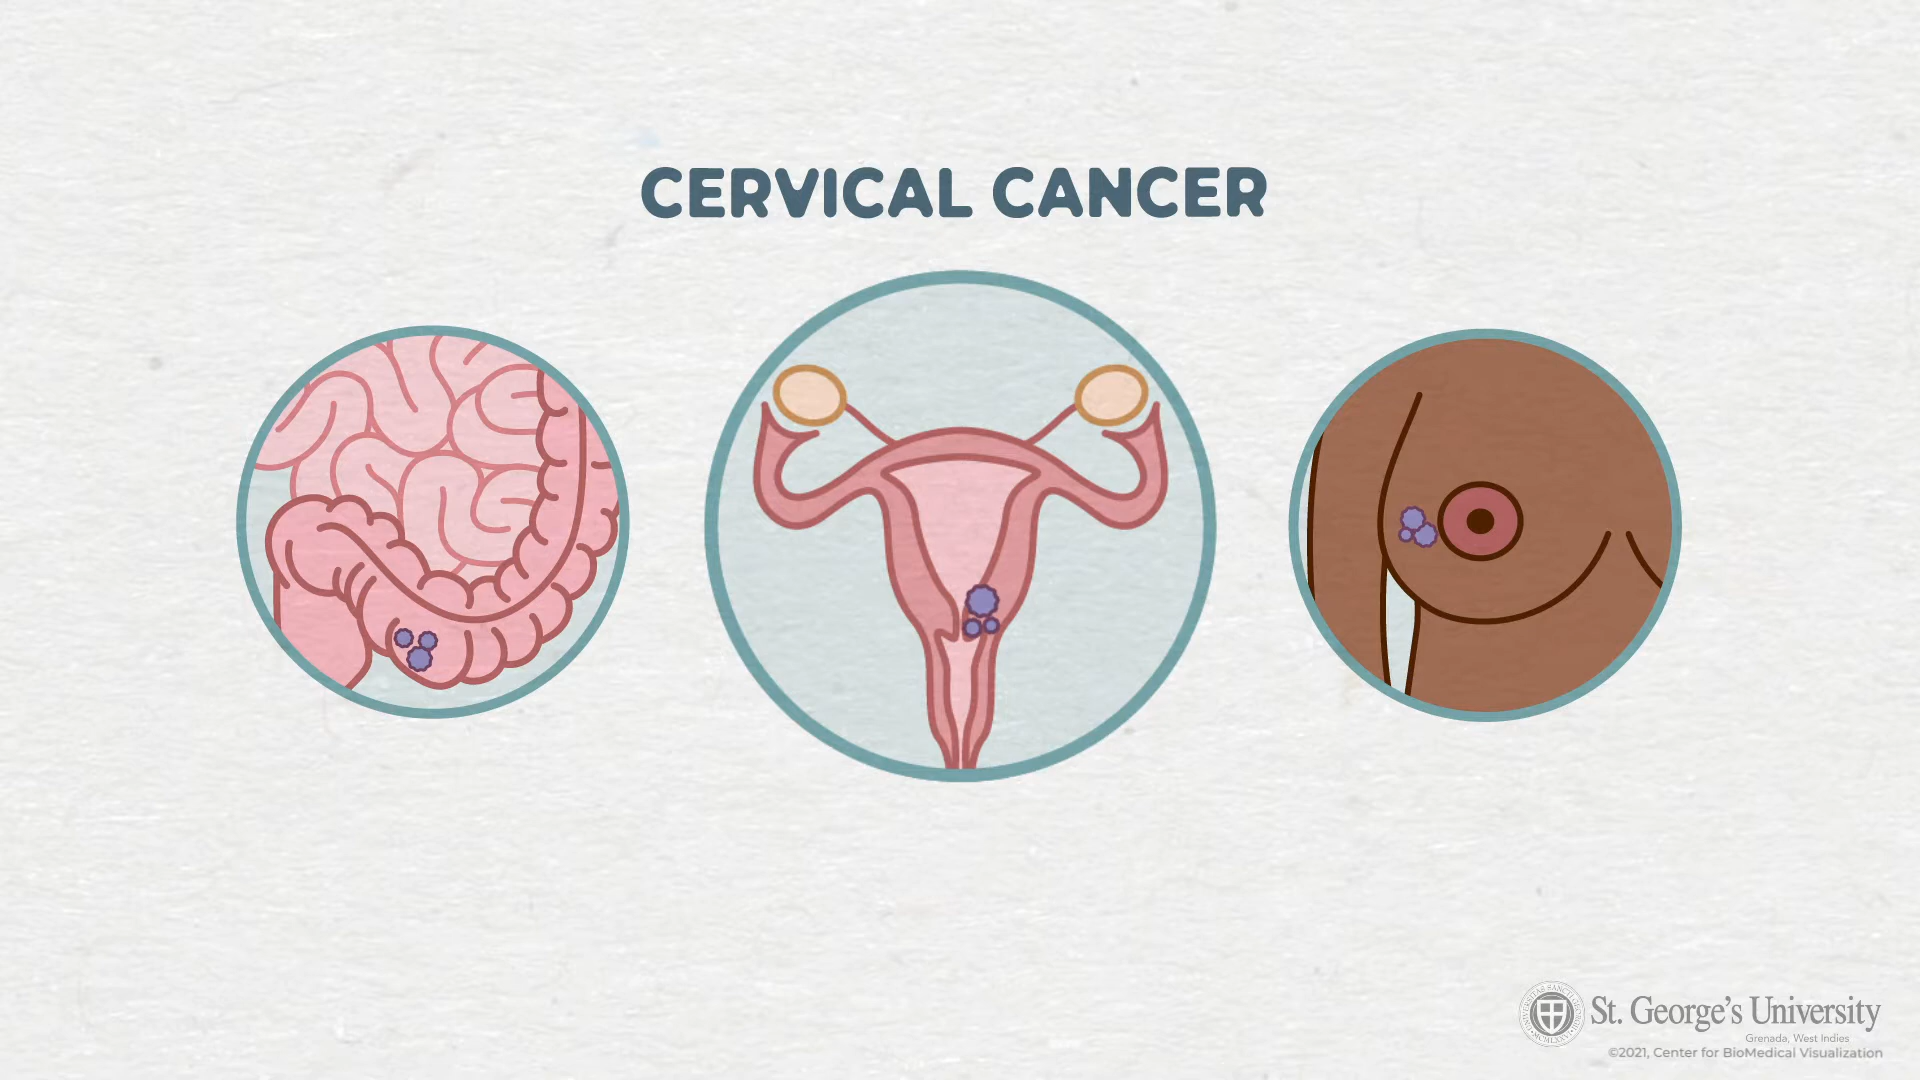 CERVICAL CANCER
St. George's University
Grenada, West Indies
©2021, Center for BioMedical Visualization